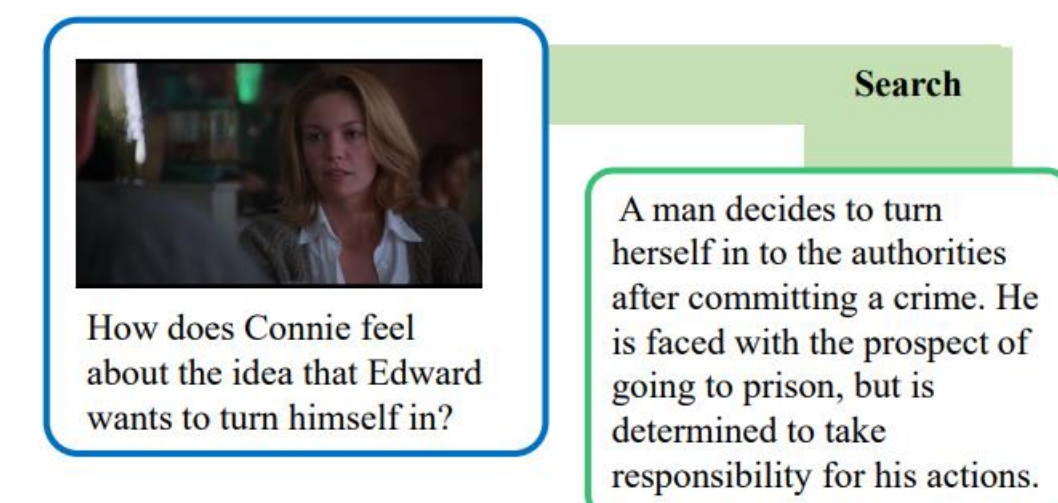 Search
How does Connie feel
about the idea that Edward
wants to turn himself in?
A man decides to turn
herself in to the authorities
after committing a crime. He
is faced with the prospect of
going to prison, but is
determined to take
responsibility for his actions.